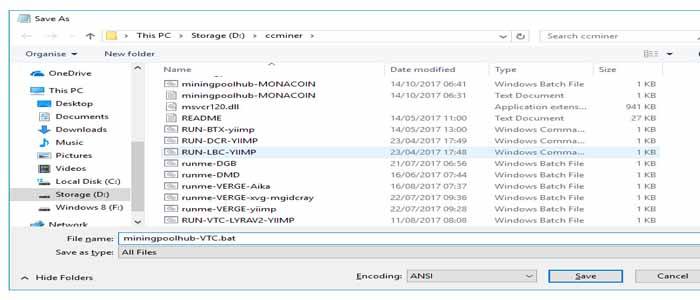 Save As
This PC > Storage (D:) > ccminer >
Search ccminer
Organise
New folder
OneDrive
This PC
Desktop
Documents
Downloads
Music
Pictures
Videos
Local Disk (C:)
Storage (D:)
Windows 8 (F:)
Network
Name Date modified Type Size
miningpoolhub-MONACOIN 14/10/2017 06:41 Windows Batch File 1 KB
miningpoolhub-MONACOIN 14/10/2017 06:31 Text Document 1 KB
msvcr120.dll Application extens... 941 KB
README 14/05/2017 11:00 Text Document 27 KB
RUN-BTX-yiimp 14/05/2017 13:00 Windows Comma... 1 KB
RUN-DCR-YIIMP 23/04/2017 17:49 Windows Comma... 1 KB
RUN-LBC-YIIMP 23/04/2017 17:48 Windows Comma... 1 KB
runme-DGB 21/07/2017 06:56 Windows Batch File 1 KB
runme-DMD 16/06/2017 07:44 Windows Batch File 1 KB
runme-VERGE-Aika 16/08/2017 07:37 Windows Batch File 1 KB
runme-VERGE-xvg-mgidcray 22/07/2017 09:36 Windows Batch File 1 KB
runme-VERGE-yiimp 22/07/2017 09:28 Windows Batch File 1 KB
RUN-VTC-LYRAV2-YIIMP 11/08/2017 08:08 Windows Batch File 1 KB
File name: miningpoolhub-VTC.bat
Save as type: All Files
Hide Folders
Encoding: ANSI
Save
Cancel